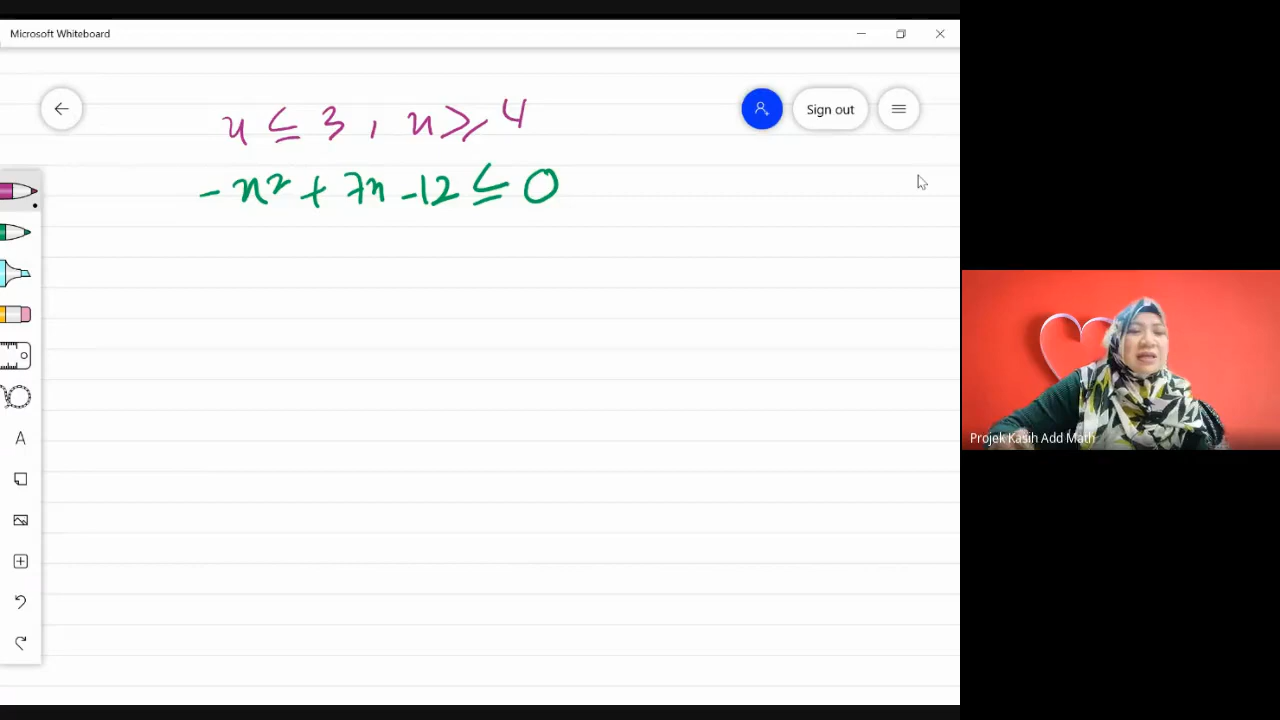 Microsoft Whiteboard
Sign out
x ≤ 3 , x ≥ 4
-x² + 7x -12 ≤ 0
A
Projek Kasih Add Math